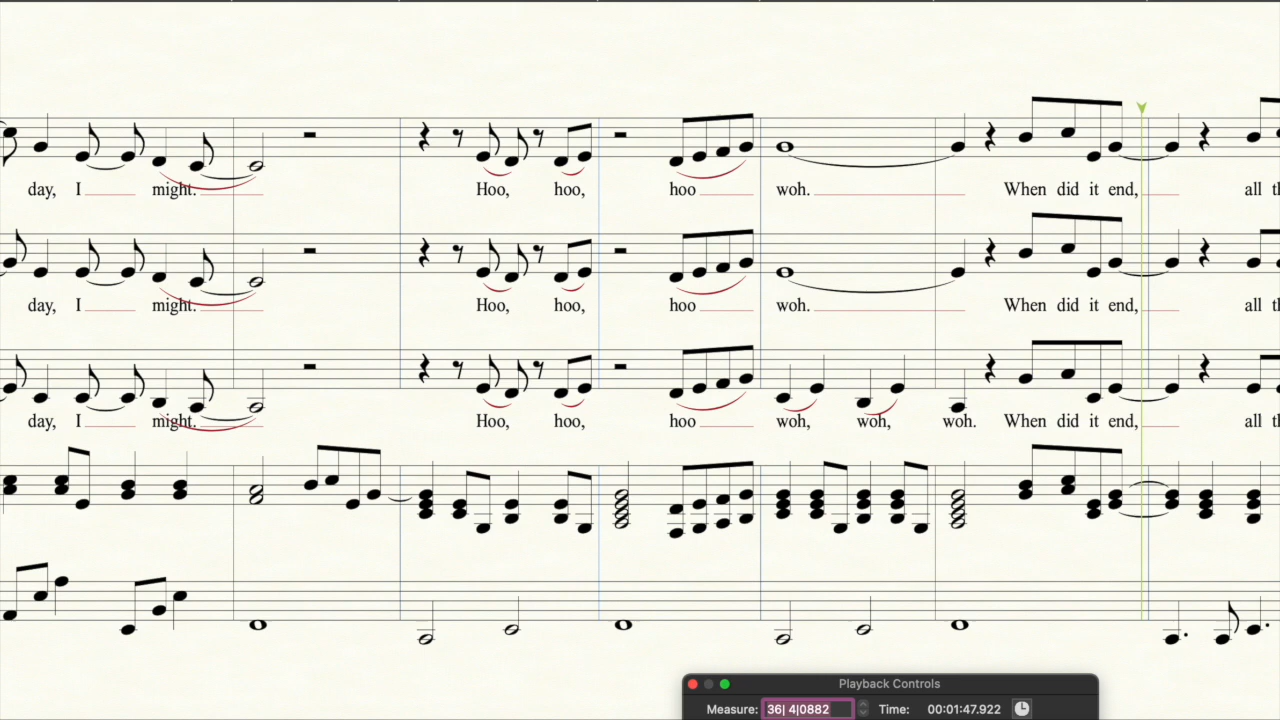 day, I might. Hoo, hoo, hoo woh. When did it end, all th
day, I might. Hoo, hoo, hoo woh. When did it end, all th
day, I might. Hoo, hoo, hoo woh, woh, woh. When did it end, all th
Playback Controls
Measure: 36| 4|0882 Time: 00:01:47.922